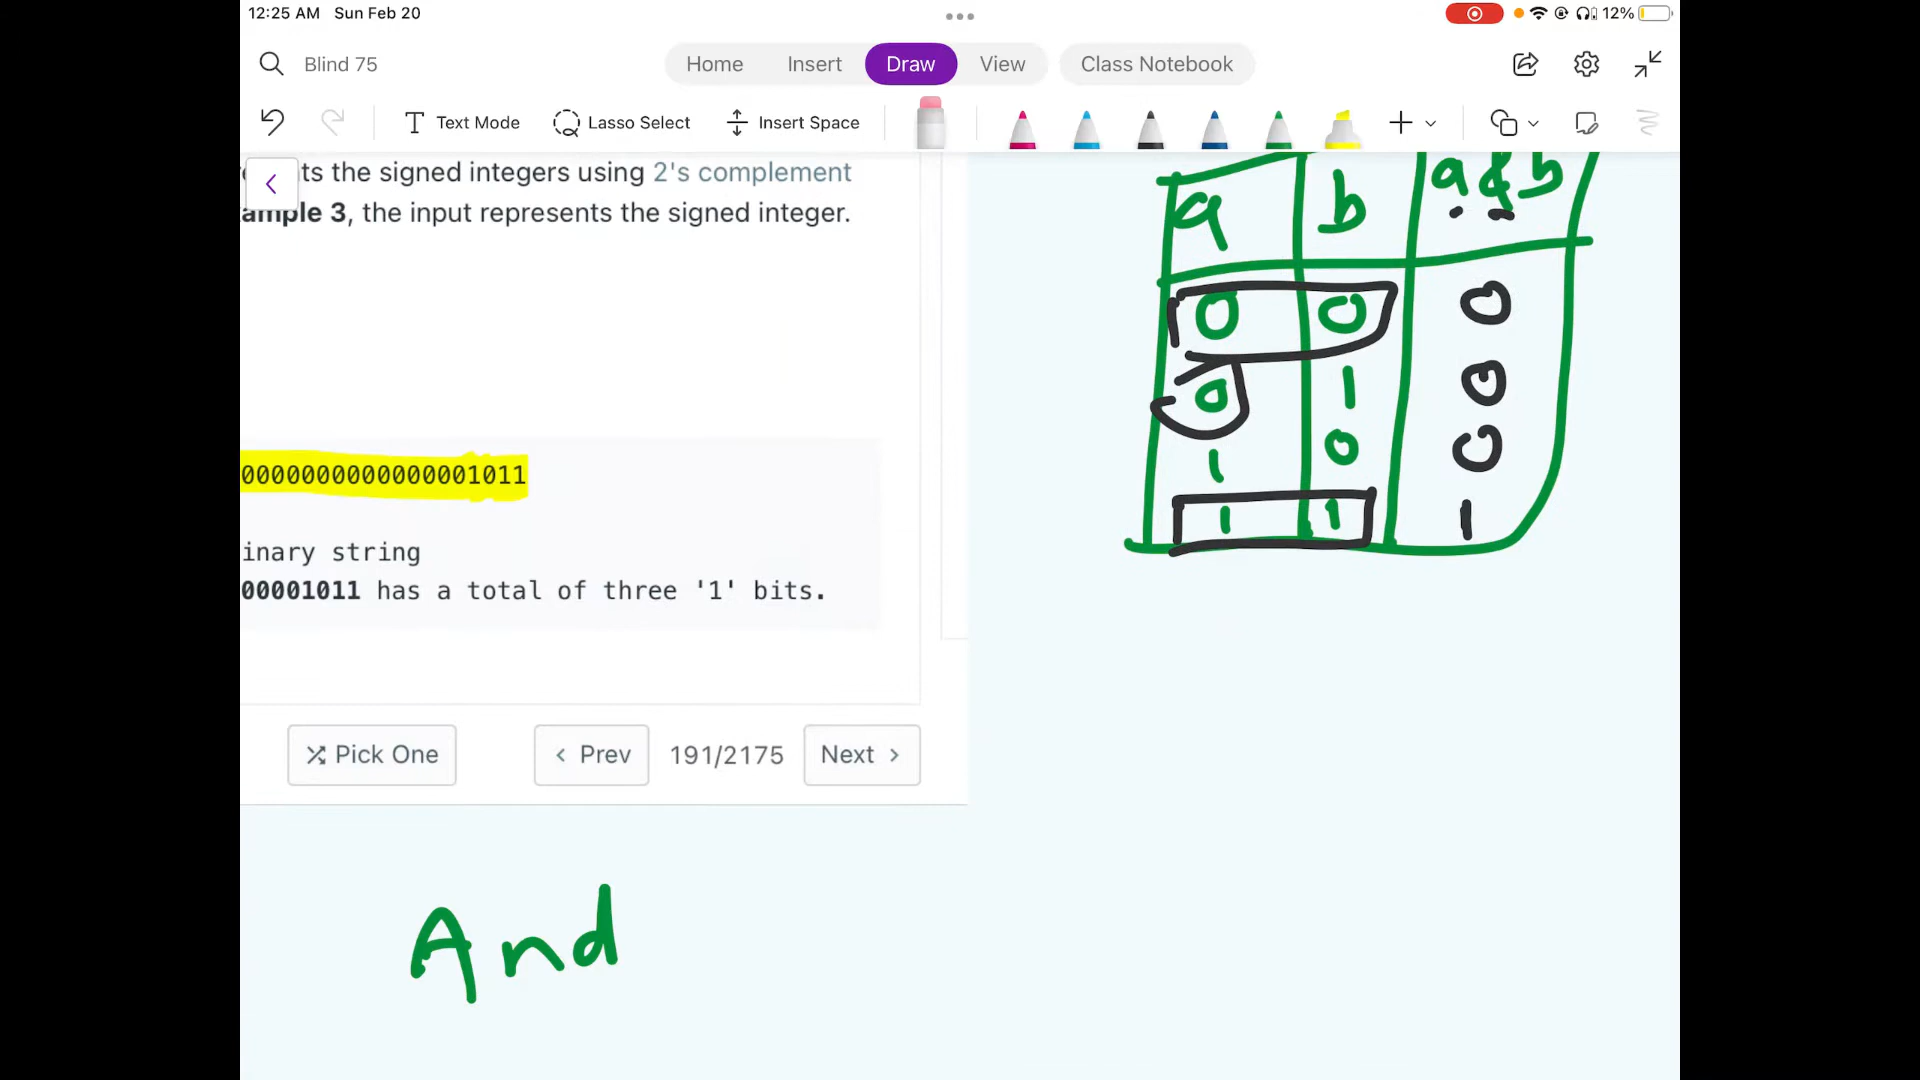 12:25 AM Sun Feb 20
12%
Blind 75
Home Insert Draw View Class Notebook
Text Mode Lasso Select Insert Space
ts the signed integers using 2's complement
ample 3, the input represents the signed integer.
0000000000000001011
inary string
00001011 has a total of three '1' bits.
Pick One Prev 191/2175 Next
a b a & b
0 0 0
0 1 0
1 0 0
1 1 1
And